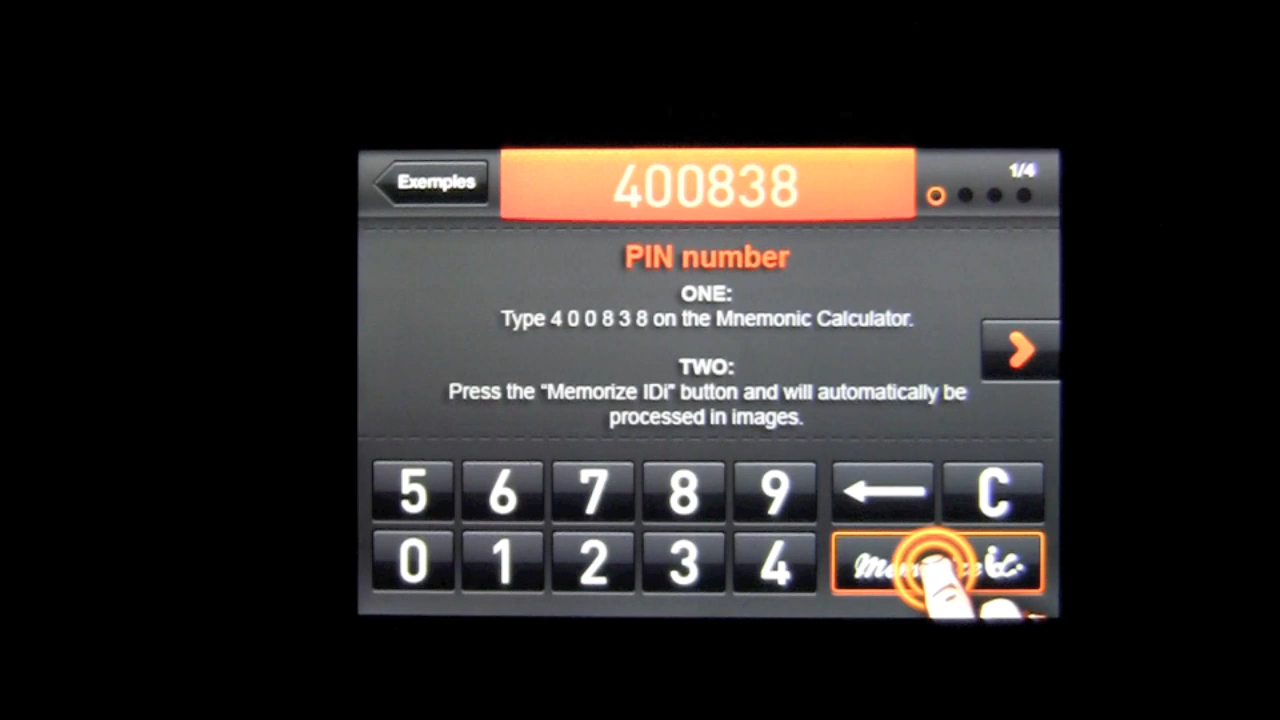 Exemples
400838
1/4
PIN number
ONE:
Type 4 0 0 8 3 8 on the Mnemonic Calculator.
TWO:
Press the “Memorize IDi” button and will automatically be
processed in images.
5 6 7 8 9 C
0 1 2 3 4